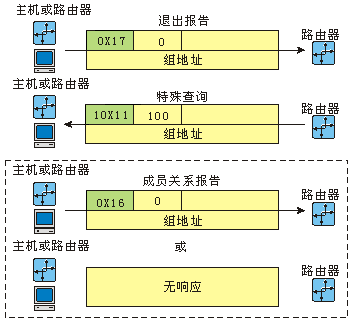 主机或路由器 退出报告 路由器
0X17 0
组地址
主机或路由器 特殊查询 路由器
10X11 100
组地址
主机或路由器 成员关系报告 路由器
0X16 0
组地址
主机或路由器 或 路由器
无响应